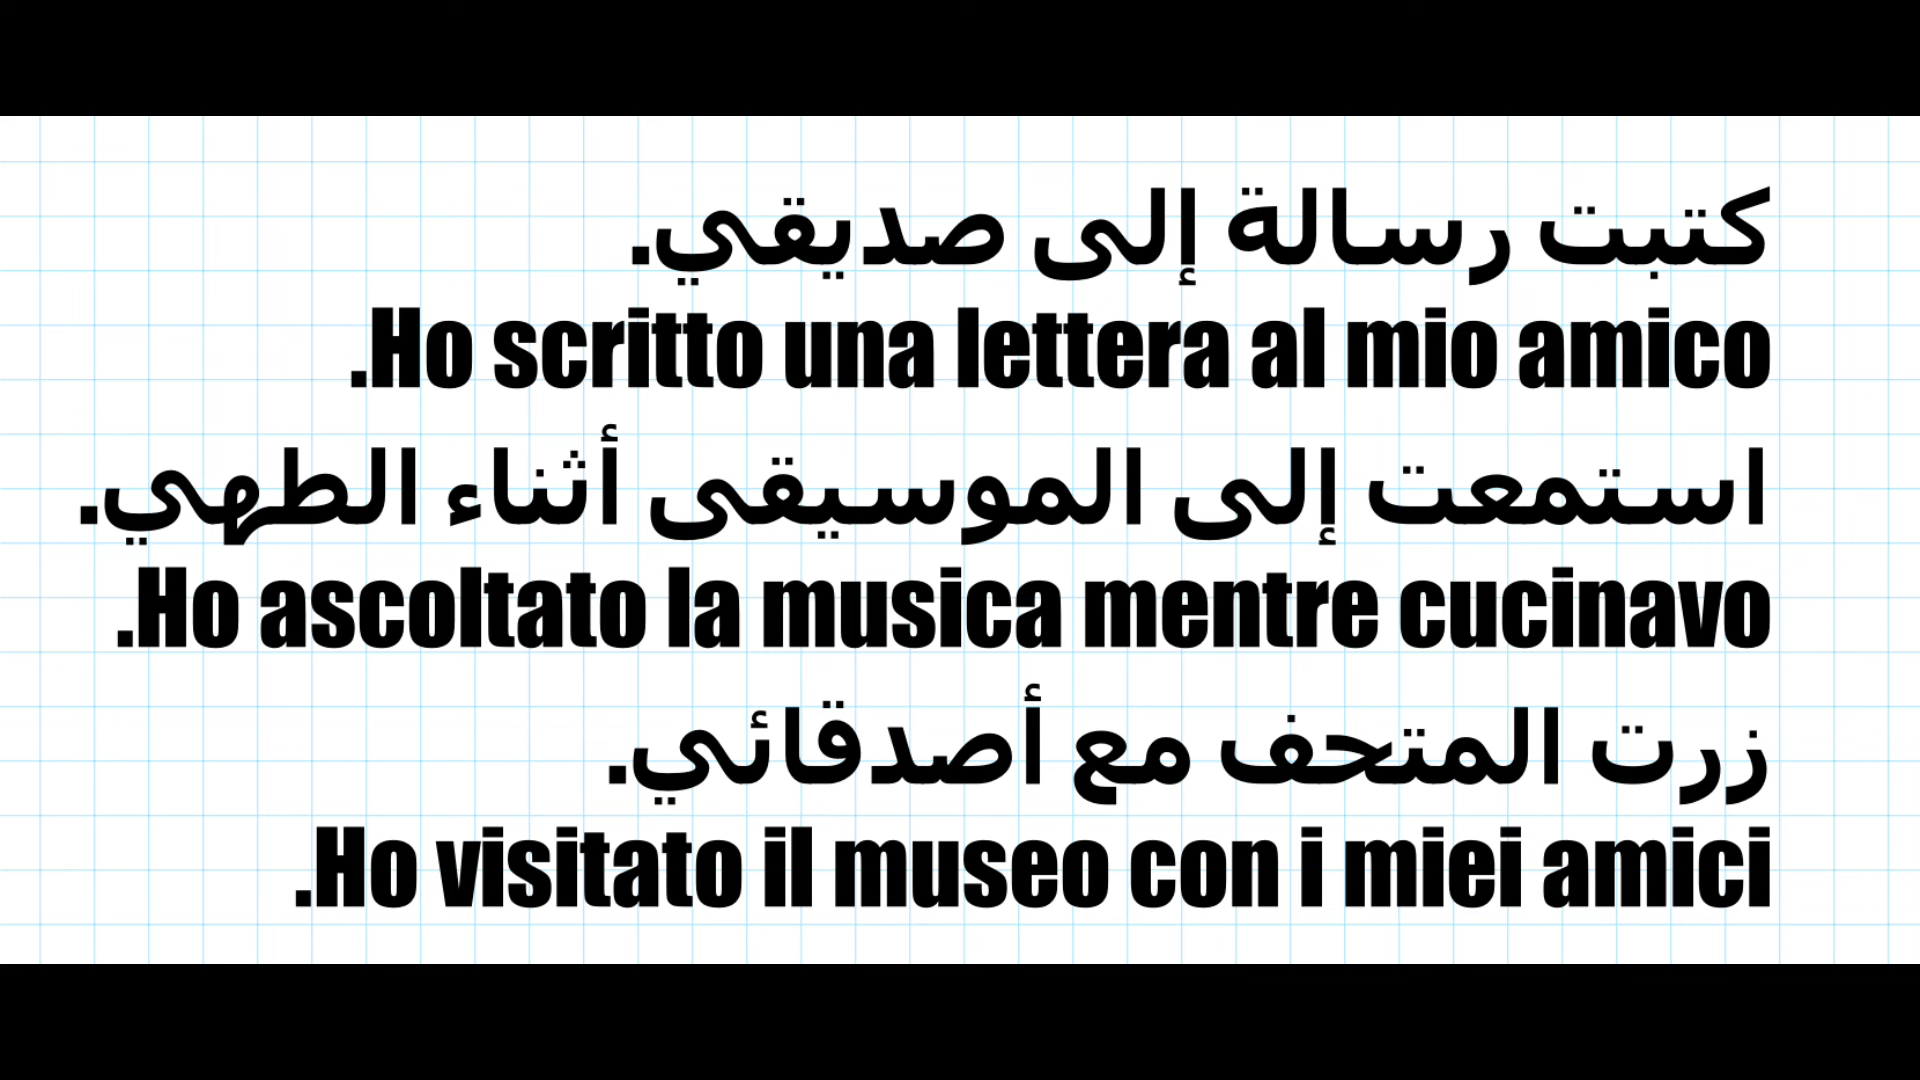 كتبت رسالة إلى صديقي.
.Ho scritto una lettera al mio amico
استمعت إلى الموسيقى أثناء الطهي.
.Ho ascoltato la musica mentre cucinavo
زرت المتحف مع أصدقائي.
.Ho visitato il museo con i miei amici